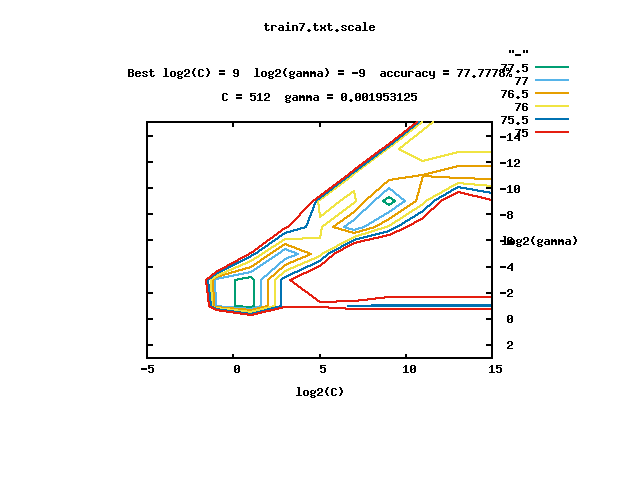 train7.txt.scale
"-"
Best log2(C) = 9  log2(gamma) = -9  accuracy = 77.7778%
77.5
77
C = 512  gamma = 0.001953125
76.5
76
75.5
75
-14
-12
-10
-8
-6
log2(gamma)
-4
-2
0
2
-5 0 5 10 15
log2(C)